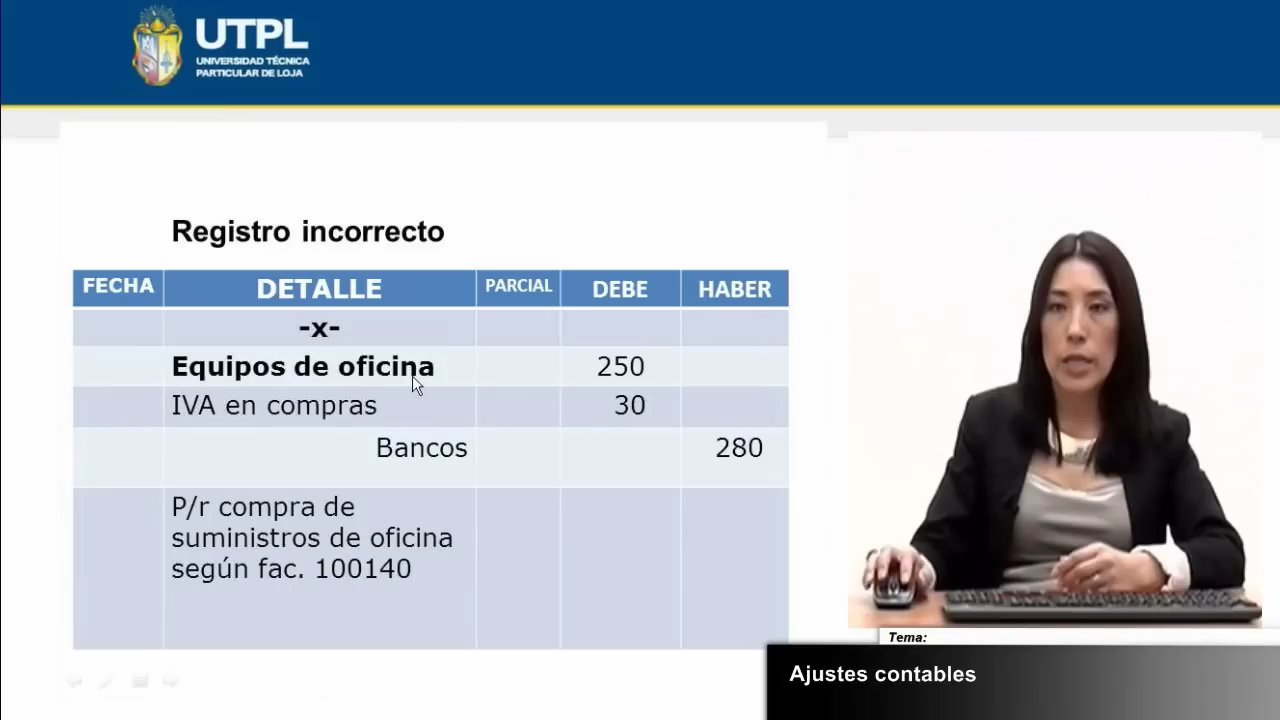 UTPL
UNIVERSIDAD TÉCNICA
PARTICULAR DE LOJA
Registro incorrecto
FECHA DETALLE PARCIAL DEBE HABER
-x-
Equipos de oficina 250
IVA en compras 30
Bancos 280
P/r compra de
suministros de oficina
según fac. 100140
Tema:
Ajustes contables